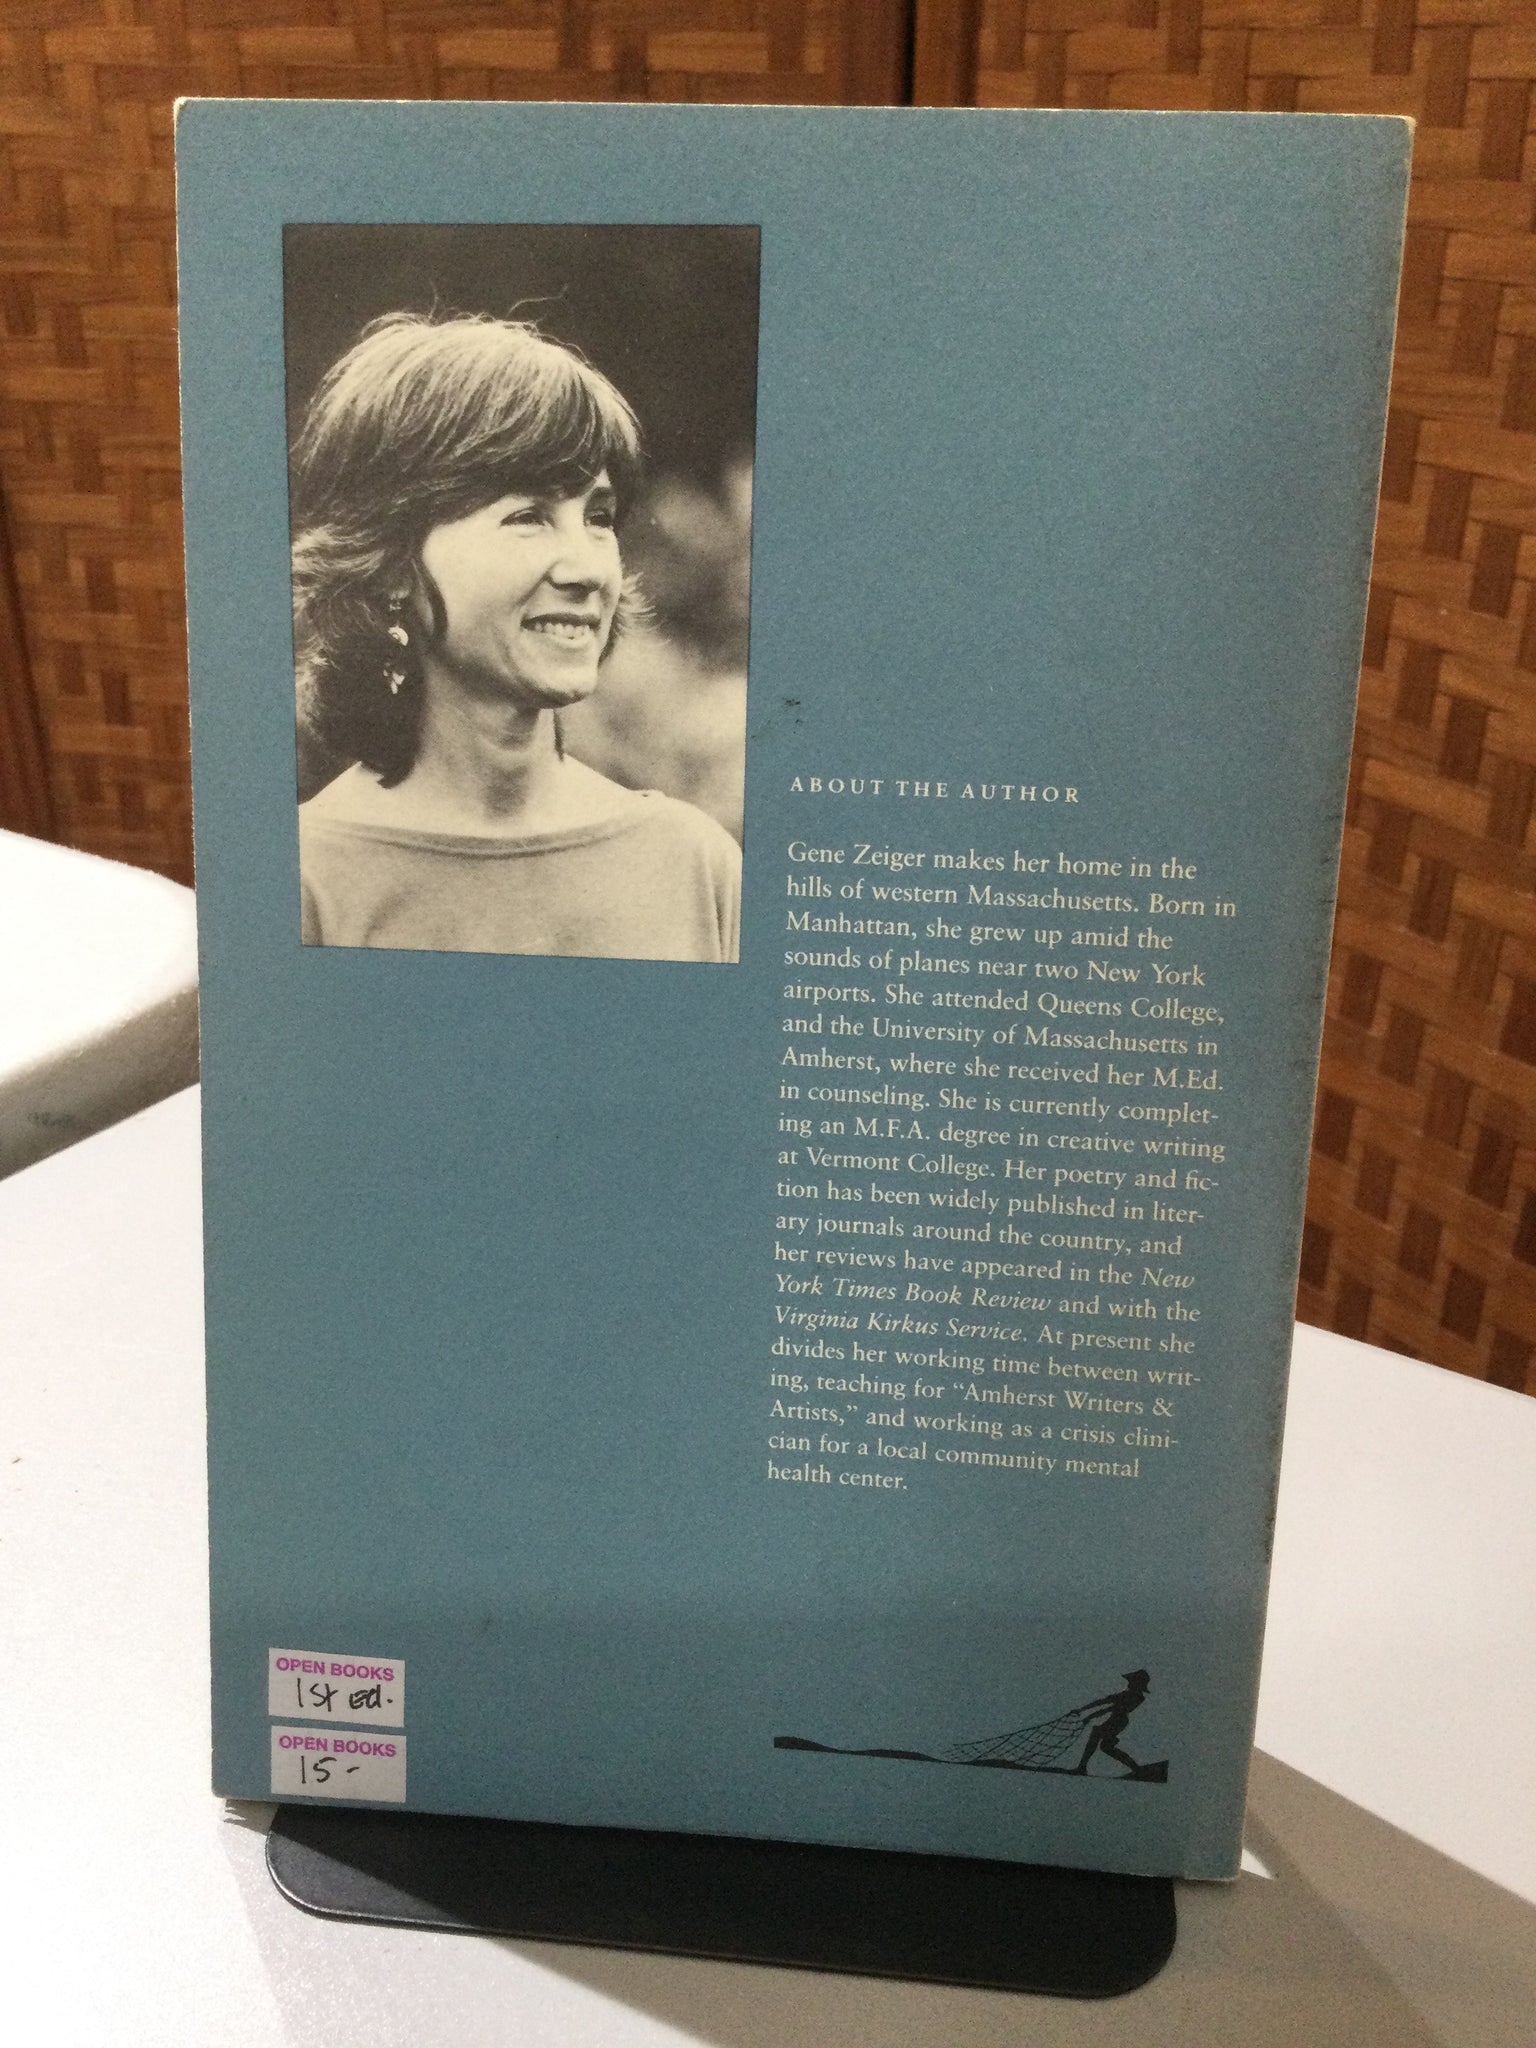 ABOUT THE AUTHOR
Gene Zeiger makes her home in the
hills of western Massachusetts. Born in
Manhattan, she grew up amid the
sounds of planes near two New York
airports. She attended Queens College,
and the University of Massachusetts in
Amherst, where she received her M.Ed.
in counseling. She is currently complet-
ing an M.F.A. degree in creative writing
at Vermont College. Her poetry and fic-
tion has been widely published in liter-
ary journals around the country, and
her reviews have appeared in the New
York Times Book Review and with the
Virginia Kirkus Service. At present she
divides her working time between writ-
ing, teaching for “Amherst Writers &
Artists,” and working as a crisis clini-
cian for a local community mental
health center.
OPEN BOOKS
1st ed.
OPEN BOOKS
15-